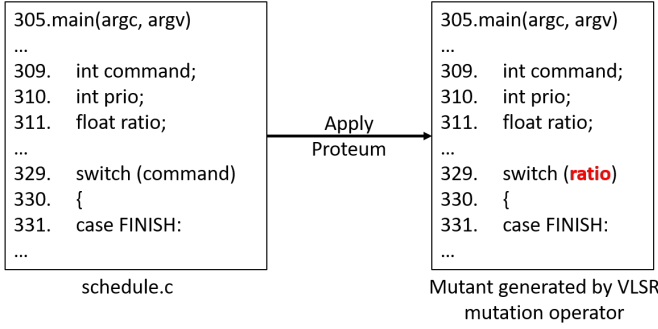 305.main(argc, argv)
...
309. int command;
310. int prio;
311. float ratio;
...
329. switch (command)
330. {
331. case FINISH:
...
schedule.c
Apply
Proteum
305.main(argc, argv)
...
309. int command;
310. int prio;
311. float ratio;
...
329. switch (ratio)
330. {
331. case FINISH:
...
Mutant generated by VLSR
mutation operator